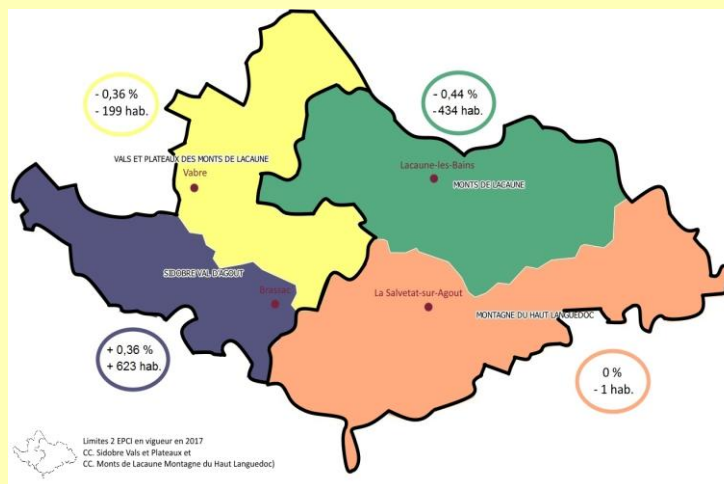 - 0,36 %
- 199 hab.
- 0,44 %
- 434 hab.
VALS ET PLATEAUX DES MONTS DE LACAUNE
Vabre
Lacaune-les-Bains
MONTS DE LACAUNE
SIDOBRE VAL D'AGOUT
Brassac
La Salvetat-sur-Agout
MONTAGNE DU HAUT LANGUEDOC
+ 0,36 %
+ 623 hab.
0 %
- 1 hab.
Limites 2 EPCI en vigueur en 2017
CC. Sidobre Vals et Plateaux et
CC. Monts de Lacaune Montagne du Haut Languedoc)